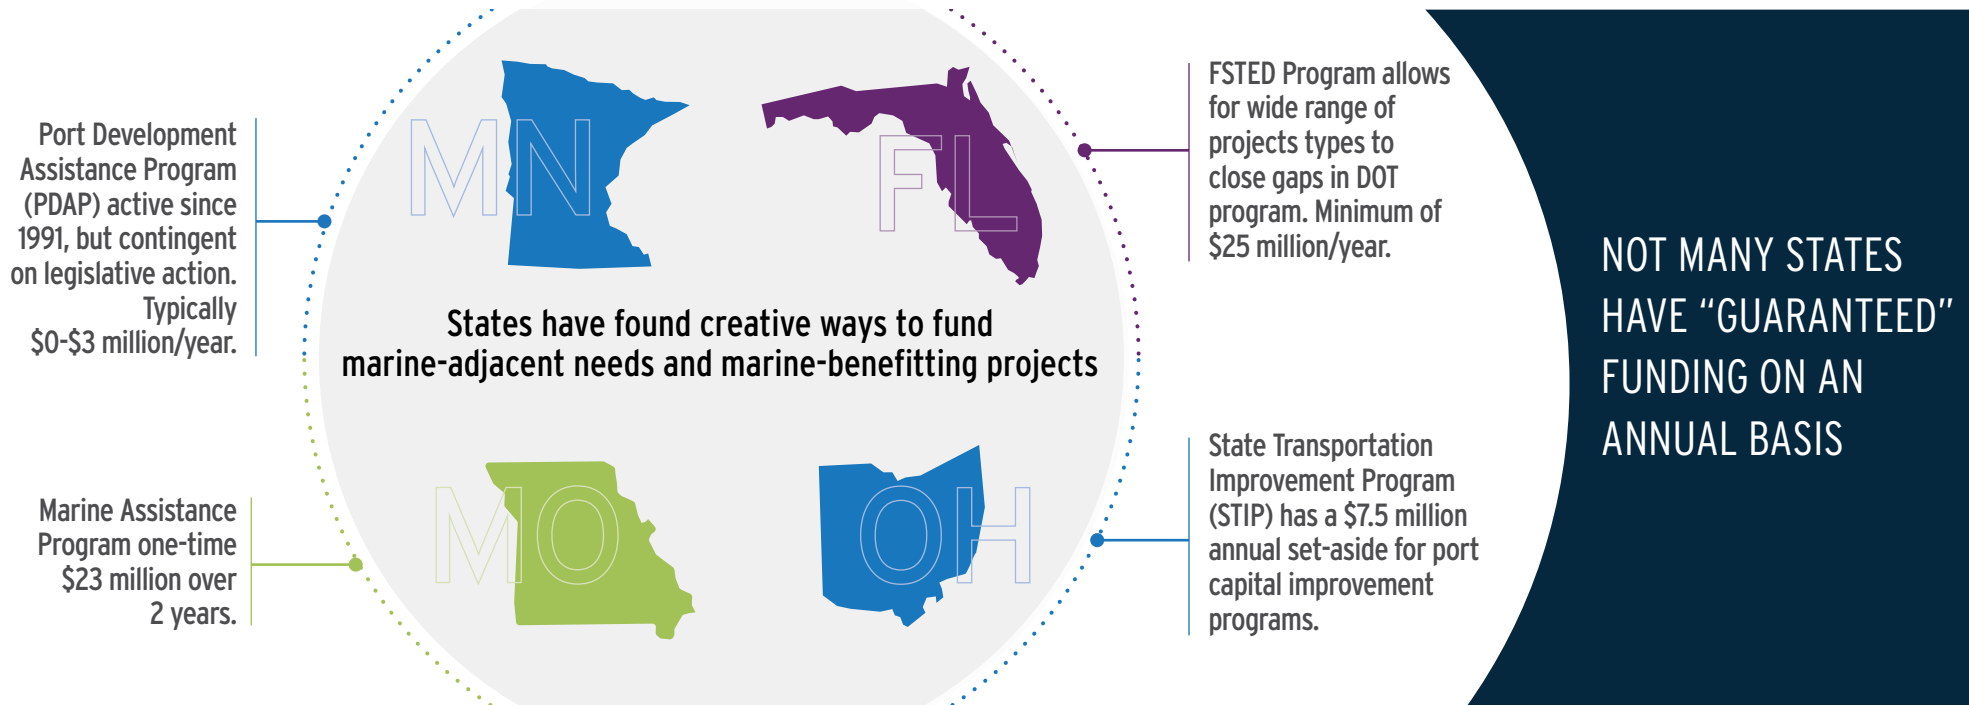 Port Development
Assistance Program
(PDAP) active since
1991, but contingent
on legislative action.
Typically
$0-$3 million/year.
MN
FL
FSTED Program allows
for wide range of
projects types to
close gaps in DOT
program. Minimum of
$25 million/year.
States have found creative ways to fund
marine-adjacent needs and marine-benefitting projects
Marine Assistance
Program one-time
$23 million over
2 years.
MO
OH
State Transportation
Improvement Program
(STIP) has a $7.5 million
annual set-aside for port
capital improvement
programs.
NOT MANY STATES
HAVE “GUARANTEED”
FUNDING ON AN
ANNUAL BASIS